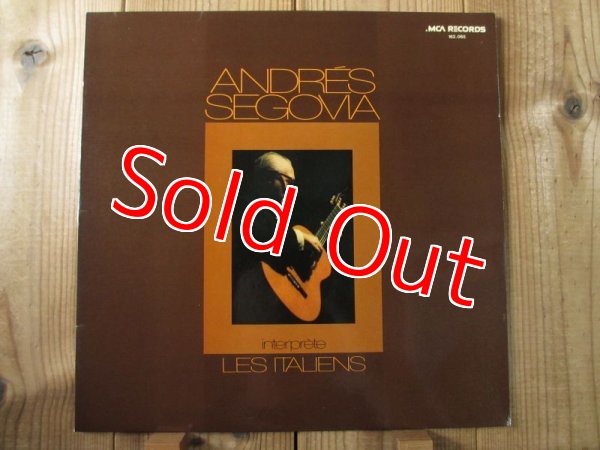 .MCA RECORDS
ANDRÉS
SEGOVIA
Sold Out
interprète
LES ITALIENS